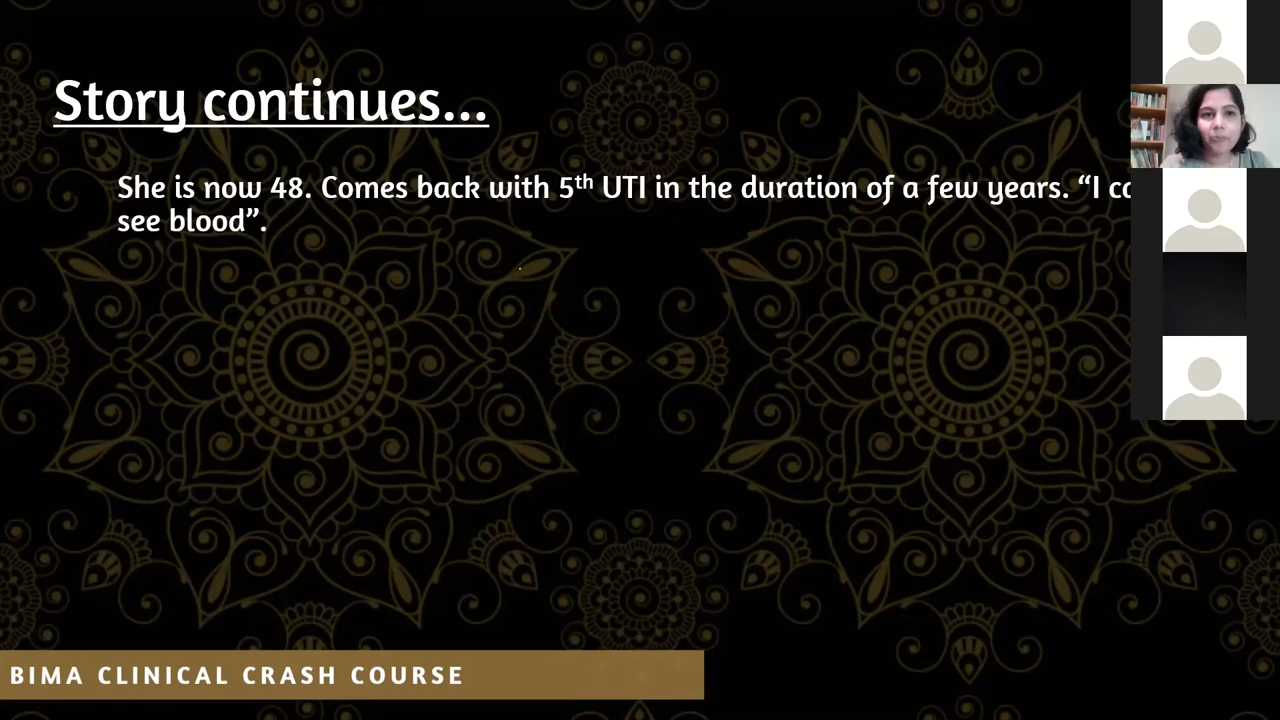 Story continues...
She is now 48. Comes back with 5th UTI in the duration of a few years. “I
see blood”.
BIMA CLINICAL CRASH COURSE